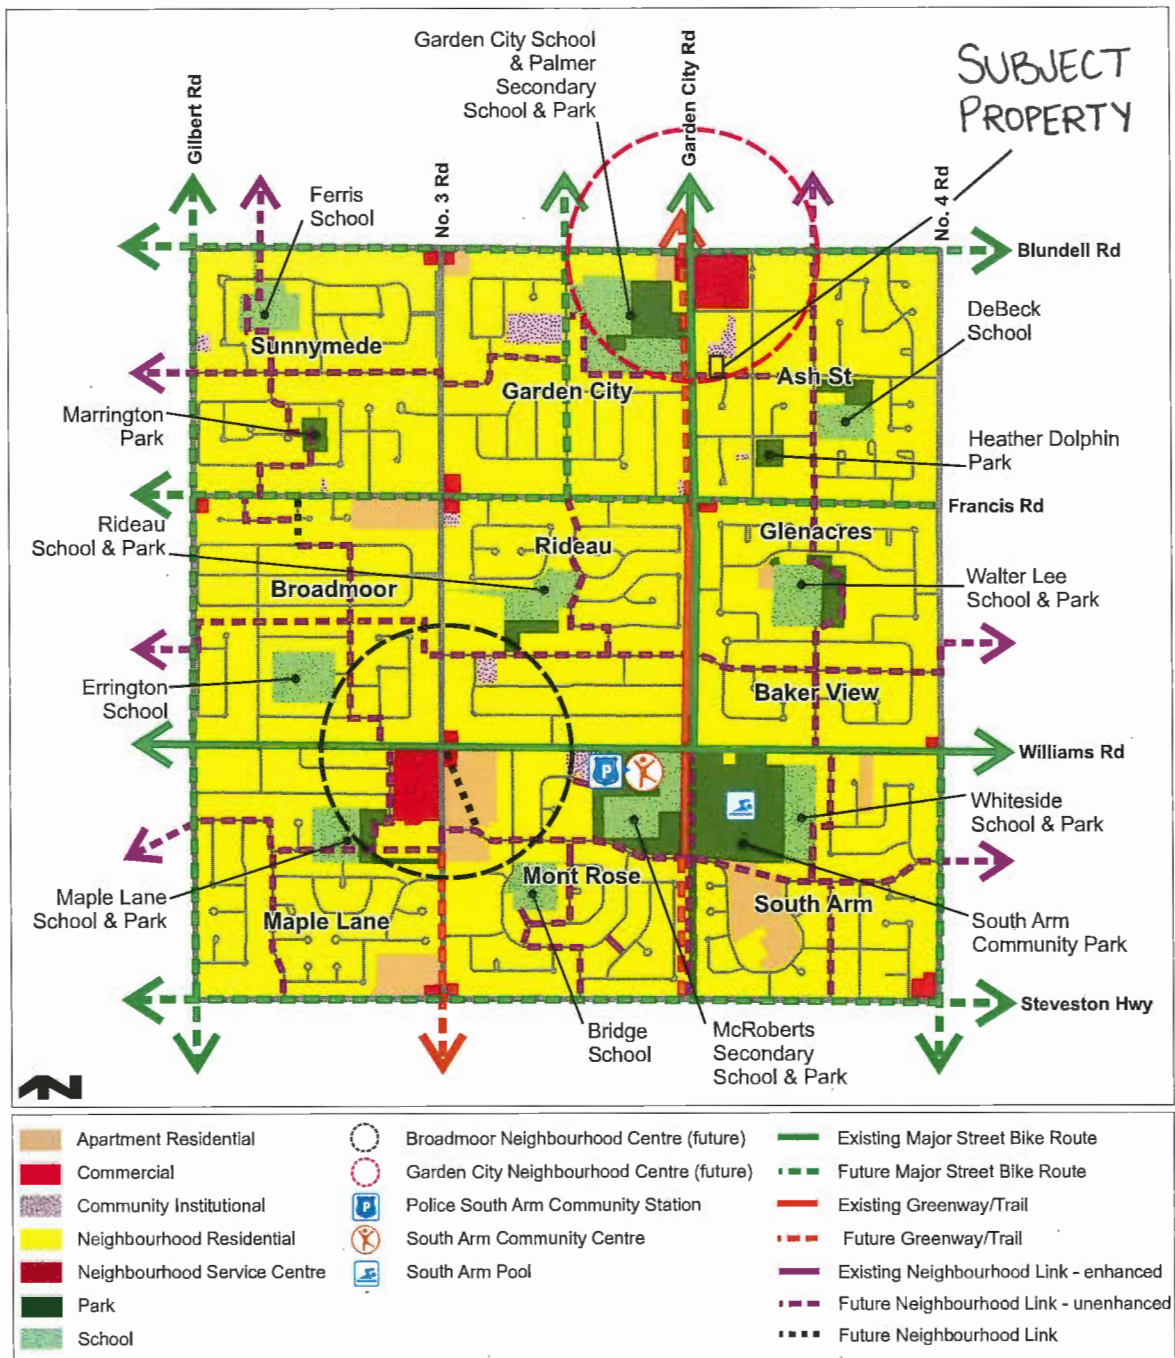 Garden City School
& Palmer
Secondary
School & Park
Garden City Rd
SUBJECT
PROPERTY
Gilbert Rd
Ferris
School
No. 3 Rd
No. 4 Rd
Blundell Rd
DeBeck
School
Sunnymede
Garden City
Ash St
Marrington
Park
Heather Dolphin
Park
Francis Rd
Rideau
School & Park
Rideau
Glenacres
Broadmoor
Walter Lee
School & Park
Errington
School
Baker View
Williams Rd
P
Whiteside
School & Park
Maple Lane
School & Park
Mont Rose
Maple Lane
South Arm
South Arm
Community Park
Steveston Hwy
Bridge
School
McRoberts
Secondary
School & Park
N
Apartment Residential
Commercial
Community Institutional
Neighbourhood Residential
Neighbourhood Service Centre
Park
School
Broadmoor Neighbourhood Centre (future)
Garden City Neighbourhood Centre (future)
P
Police South Arm Community Station
South Arm Community Centre
South Arm Pool
Existing Major Street Bike Route
Future Major Street Bike Route
Existing Greenway/Trail
Future Greenway/Trail
Existing Neighbourhood Link - enhanced
Future Neighbourhood Link - unenhanced
Future Neighbourhood Link